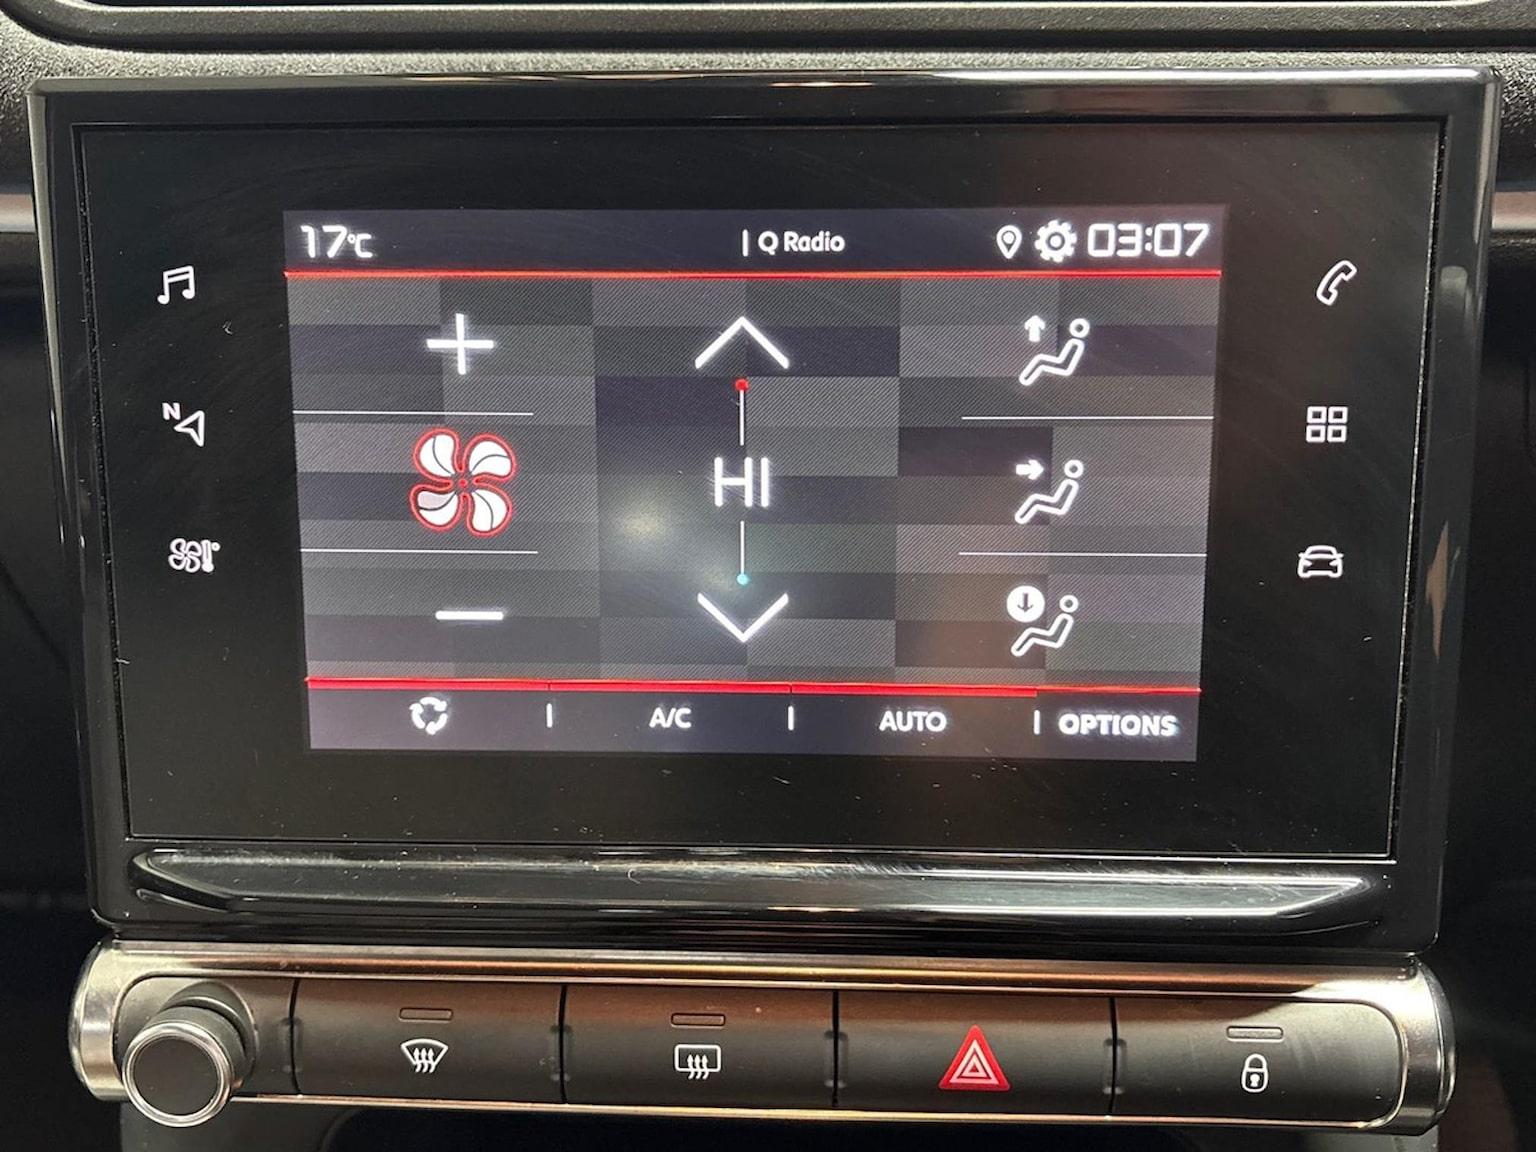 17°C | Q Radio 03:07
N
HI
A/C | AUTO | OPTIONS